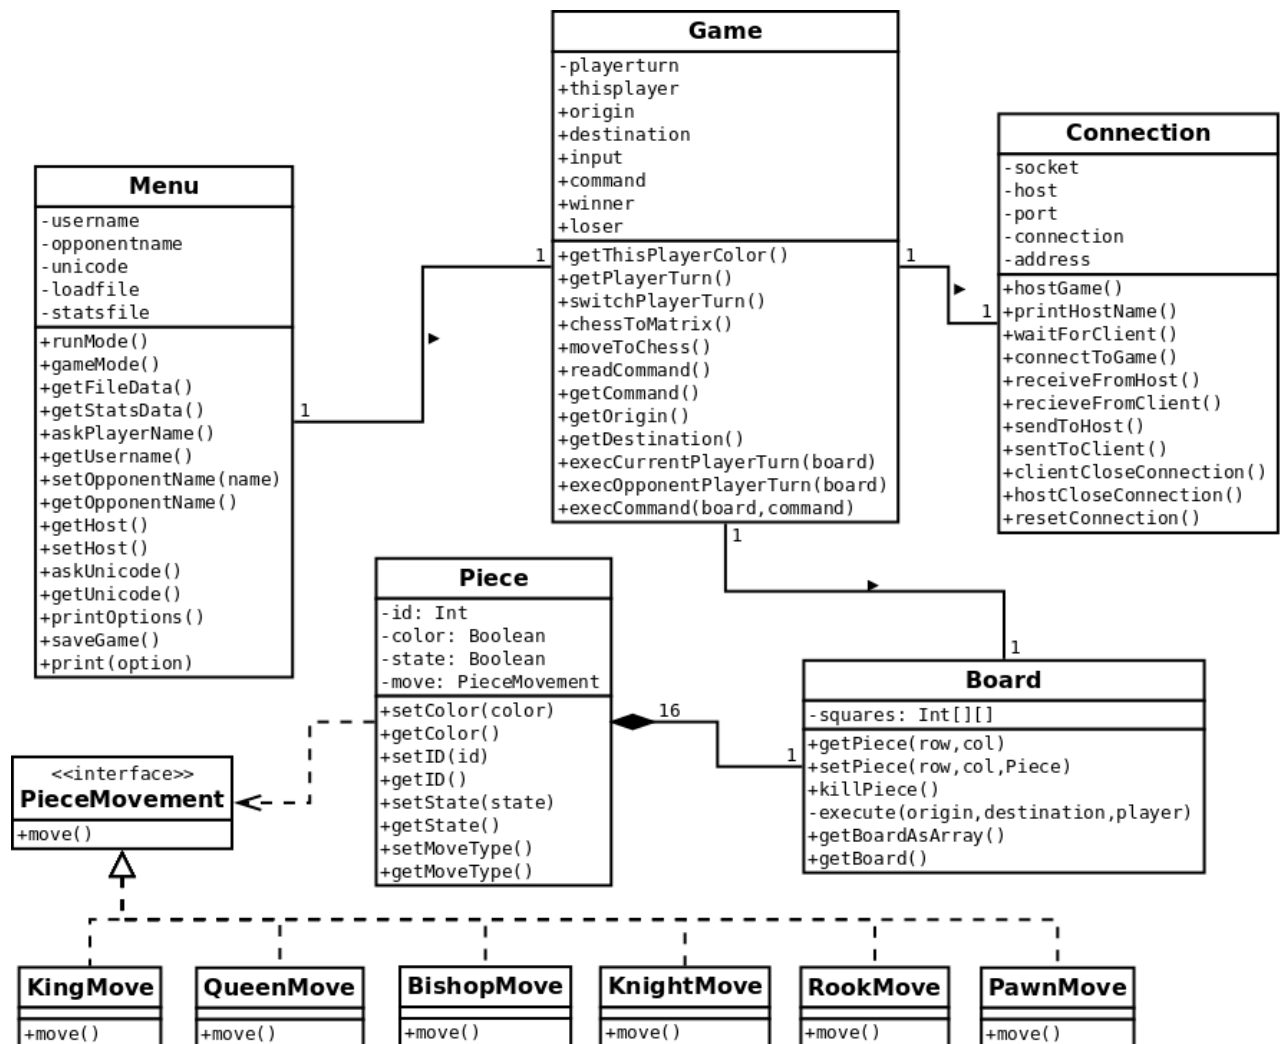 Game
-playerturn
+thisplayer
+origin
+destination
+input
+command
+winner
+loser
+getThisPlayerColor()
+getPlayerTurn()
+switchPlayerTurn()
+chessToMatrix()
+moveToChess()
+readCommand()
+getCommand()
+getOrigin()
+getDestination()
+execCurrentPlayerTurn(board)
+execOpponentPlayerTurn(board)
+execCommand(board,command)
Connection
-socket
-host
-port
-connection
-address
+hostGame()
+printHostName()
+waitForClient()
+connectToGame()
+receiveFromHost()
+recieveFromClient()
+sendToHost()
+sentToClient()
+clientCloseConnection()
+hostCloseConnection()
+resetConnection()
Menu
-username
-opponentname
-unicode
-loadfile
-statsfile
+runMode()
+gameMode()
+getFileData()
+getStatsData()
+askPlayerName()
+getUsername()
+setOpponentName(name)
+getOpponentName()
+getHost()
+setHost()
+askUnicode()
+getUnicode()
+printOptions()
+saveGame()
+print(option)
1
1
1
1
1
1
Piece
-id: Int
-color: Boolean
-state: Boolean
-move: PieceMovement
+setColor(color)
+getColor()
+setID(id)
+getID()
+setState(state)
+getState()
+setMoveType()
+getMoveType()
16
1
Board
-squares: Int[][]
+getPiece(row,col)
+setPiece(row,col,Piece)
+killPiece()
-execute(origin,destination,player)
+getBoardAsArray()
+getBoard()
<<interface>>
PieceMovement
+move()
KingMove
+move()
QueenMove
+move()
BishopMove
+move()
KnightMove
+move()
RookMove
+move()
PawnMove
+move()